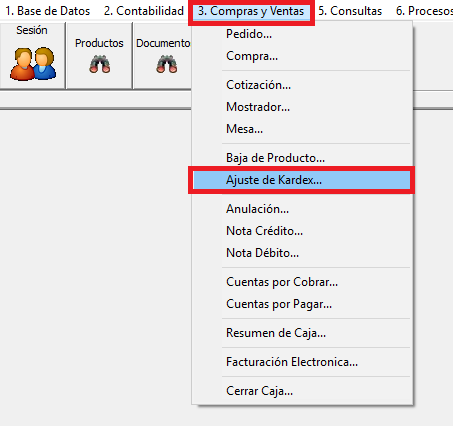 1. Base de Datos 2. Contabilidad 3. Compras y Ventas 5. Consultas 6. Procesos
Sesión
Productos
Documento
Pedido...
Compra...
Cotización...
Mostrador...
Mesa...
Baja de Producto...
Ajuste de Kardex...
Anulación...
Nota Crédito...
Nota Débito...
Cuentas por Cobrar...
Cuentas por Pagar...
Resumen de Caja...
Facturación Electronica...
Cerrar Caja...